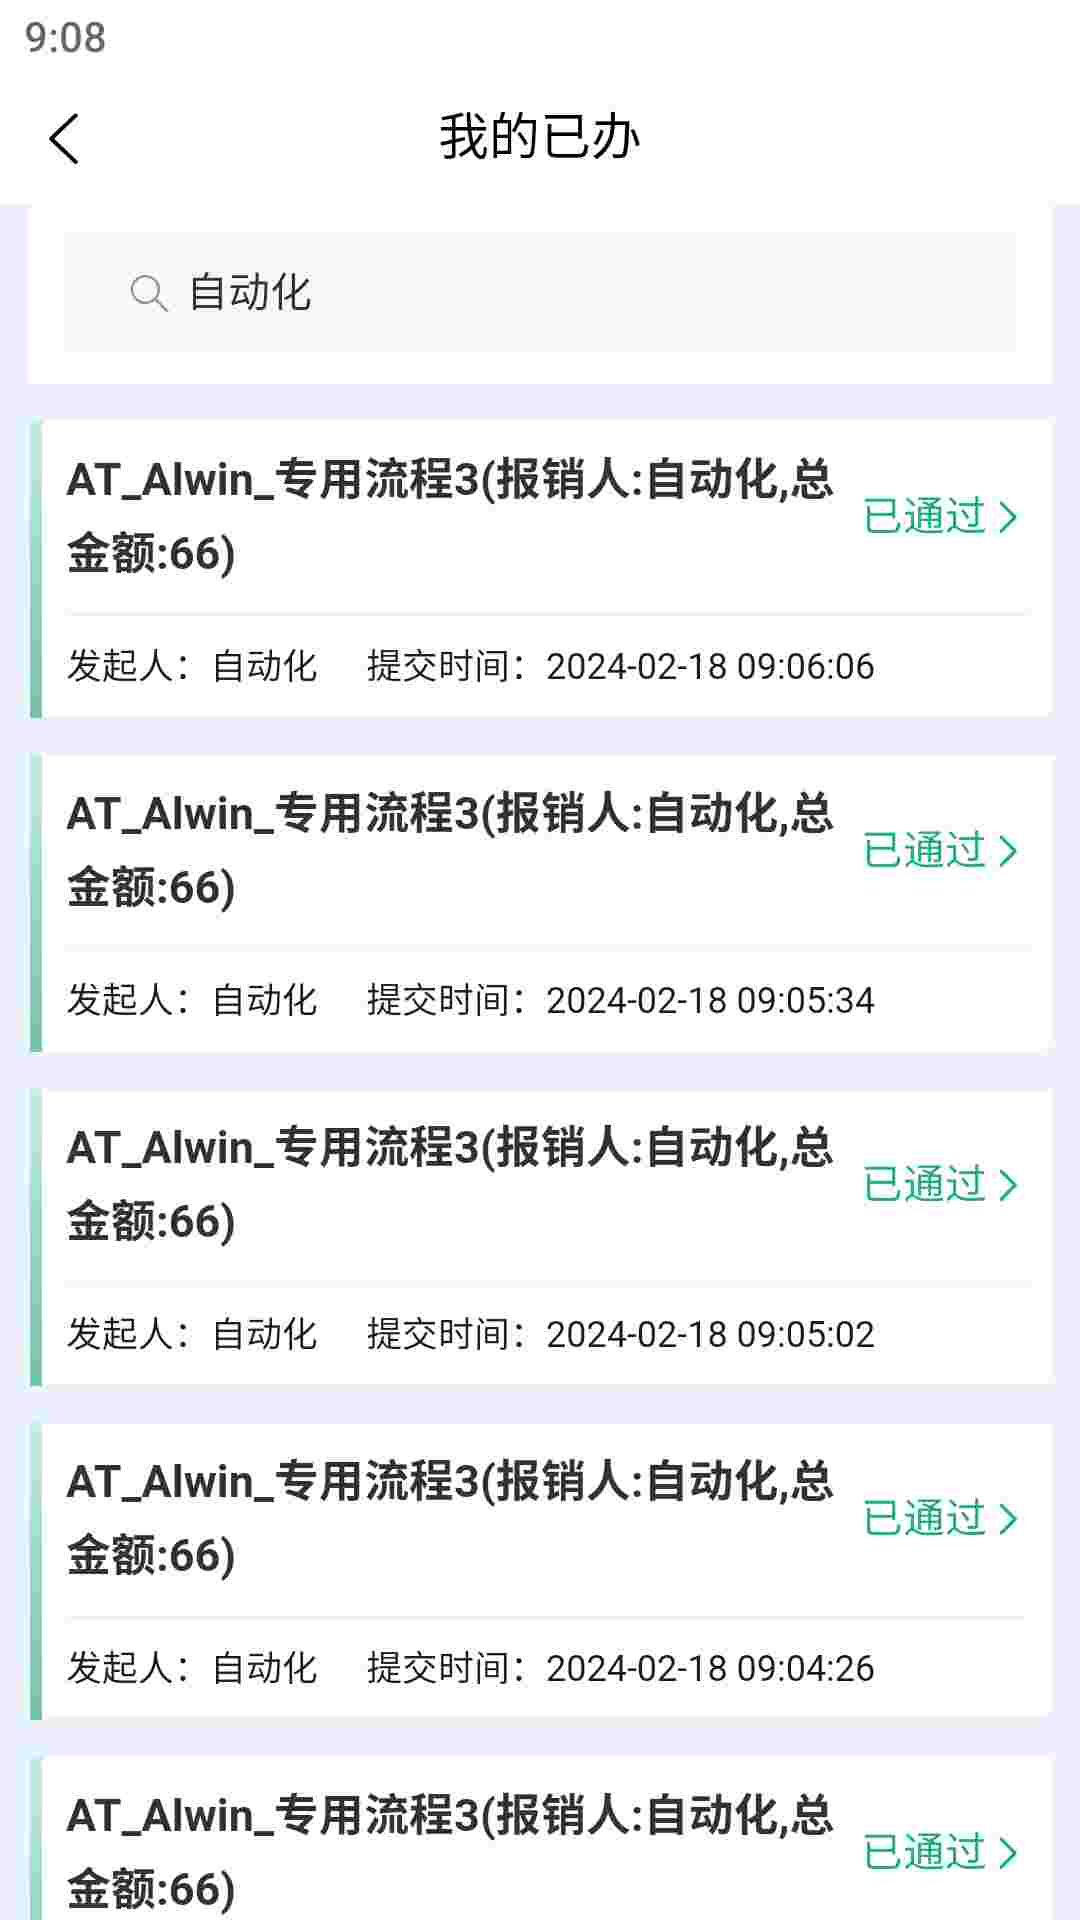 9:08
我的已办
自动化
AT_Alwin_专用流程3(报销人:自动化,总
金额:66)
已通过
发起人：自动化 提交时间：2024-02-18 09:06:06
AT_Alwin_专用流程3(报销人:自动化,总
金额:66)
已通过
发起人：自动化 提交时间：2024-02-18 09:05:34
AT_Alwin_专用流程3(报销人:自动化,总
金额:66)
已通过
发起人：自动化 提交时间：2024-02-18 09:05:02
AT_Alwin_专用流程3(报销人:自动化,总
金额:66)
已通过
发起人：自动化 提交时间：2024-02-18 09:04:26
AT_Alwin_专用流程3(报销人:自动化,总
金额:66)
已通过